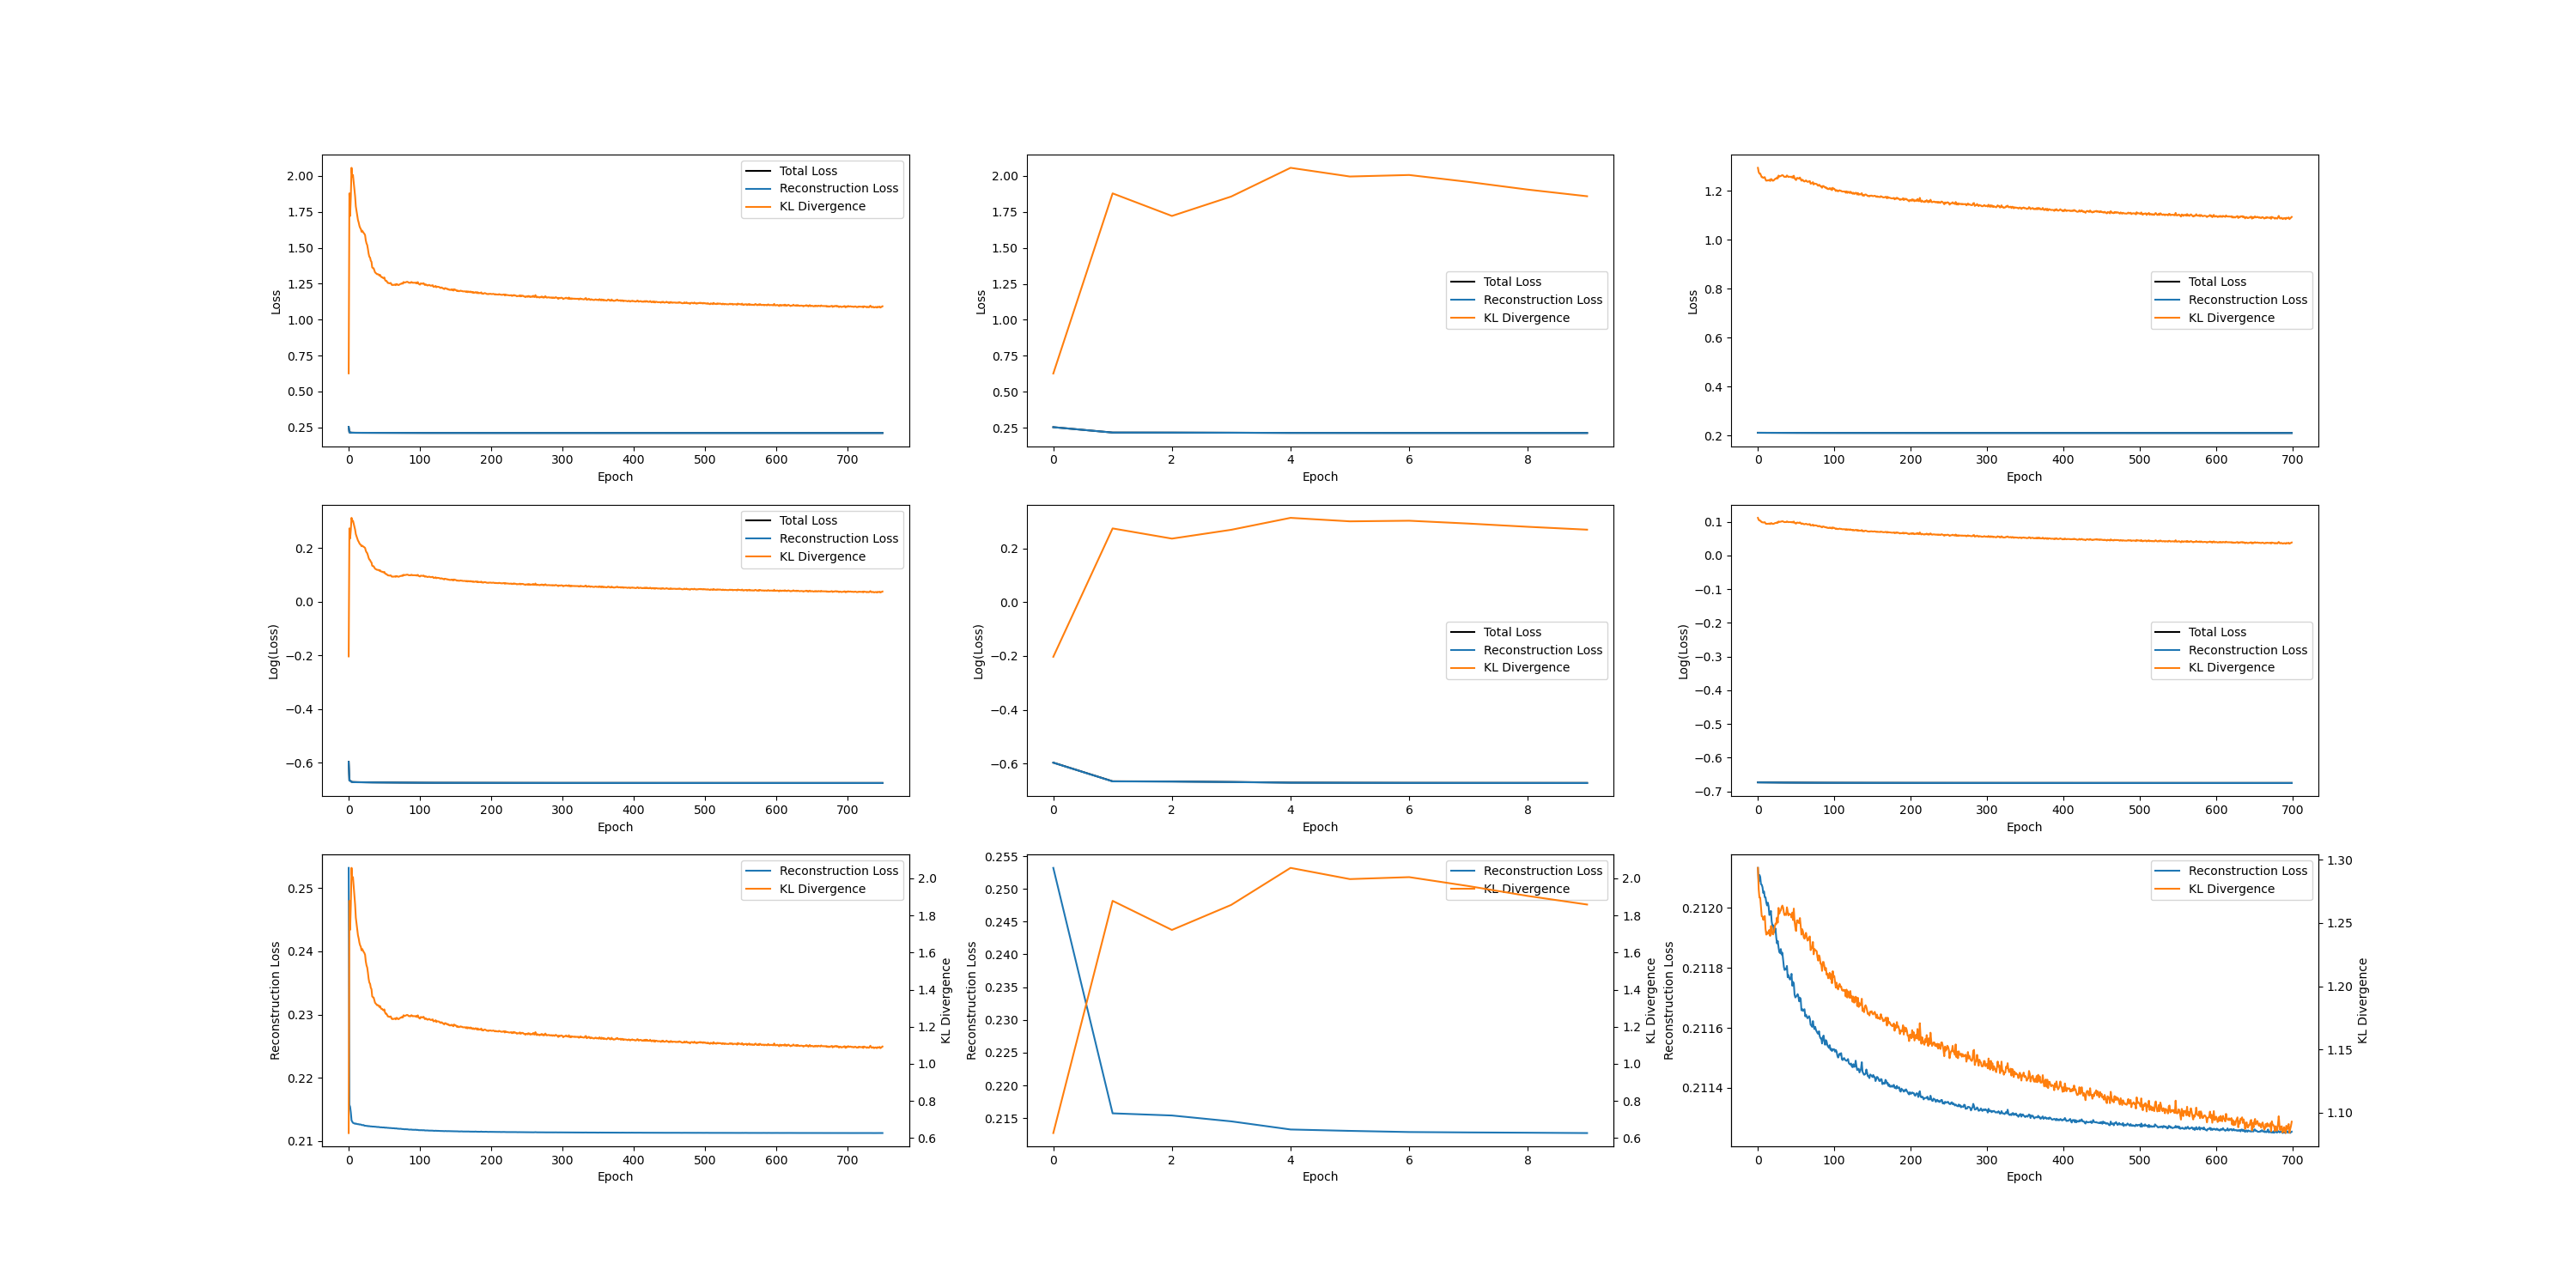 Loss
2.00
1.75
1.50
1.25
1.00
0.75
0.50
0.25
Total Loss
Reconstruction Loss
KL Divergence
0 100 200 300 400 500 600 700
Epoch
Loss
2.00
1.75
1.50
1.25
1.00
0.75
0.50
0.25
Total Loss
Reconstruction Loss
KL Divergence
0 2 4 6 8
Epoch
Loss
1.2
1.0
0.8
0.6
0.4
0.2
Total Loss
Reconstruction Loss
KL Divergence
0 100 200 300 400 500 600 700
Epoch
Log(Loss)
0.2
0.0
−0.2
−0.4
−0.6
Total Loss
Reconstruction Loss
KL Divergence
0 100 200 300 400 500 600 700
Epoch
Log(Loss)
0.2
0.0
−0.2
−0.4
−0.6
Total Loss
Reconstruction Loss
KL Divergence
0 2 4 6 8
Epoch
Log(Loss)
0.1
0.0
−0.1
−0.2
−0.3
−0.4
−0.5
−0.6
−0.7
Total Loss
Reconstruction Loss
KL Divergence
0 100 200 300 400 500 600 700
Epoch
Reconstruction Loss
0.25
0.24
0.23
0.22
0.21
Reconstruction Loss
KL Divergence
2.0
1.8
1.6
1.4
1.2
1.0
0.8
0.6
KL Divergence
0 100 200 300 400 500 600 700
Epoch
Reconstruction Loss
0.255
0.250
0.245
0.240
0.235
0.230
0.225
0.220
0.215
Reconstruction Loss
KL Divergence
2.0
1.8
1.6
1.4
1.2
1.0
0.8
0.6
KL Divergence
0 2 4 6 8
Epoch
Reconstruction Loss
0.2120
0.2118
0.2116
0.2114
Reconstruction Loss
KL Divergence
1.30
1.25
1.20
1.15
1.10
KL Divergence
0 100 200 300 400 500 600 700
Epoch